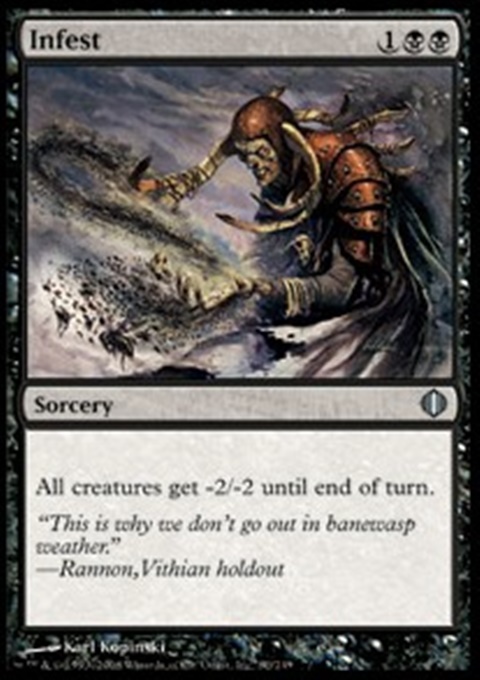 Infest 1
Sorcery
All creatures get -2/-2 until end of turn.
“This is why we don't go out in banewasp
weather.”
—Rannon, Vithian holdout
Karl Kopinski